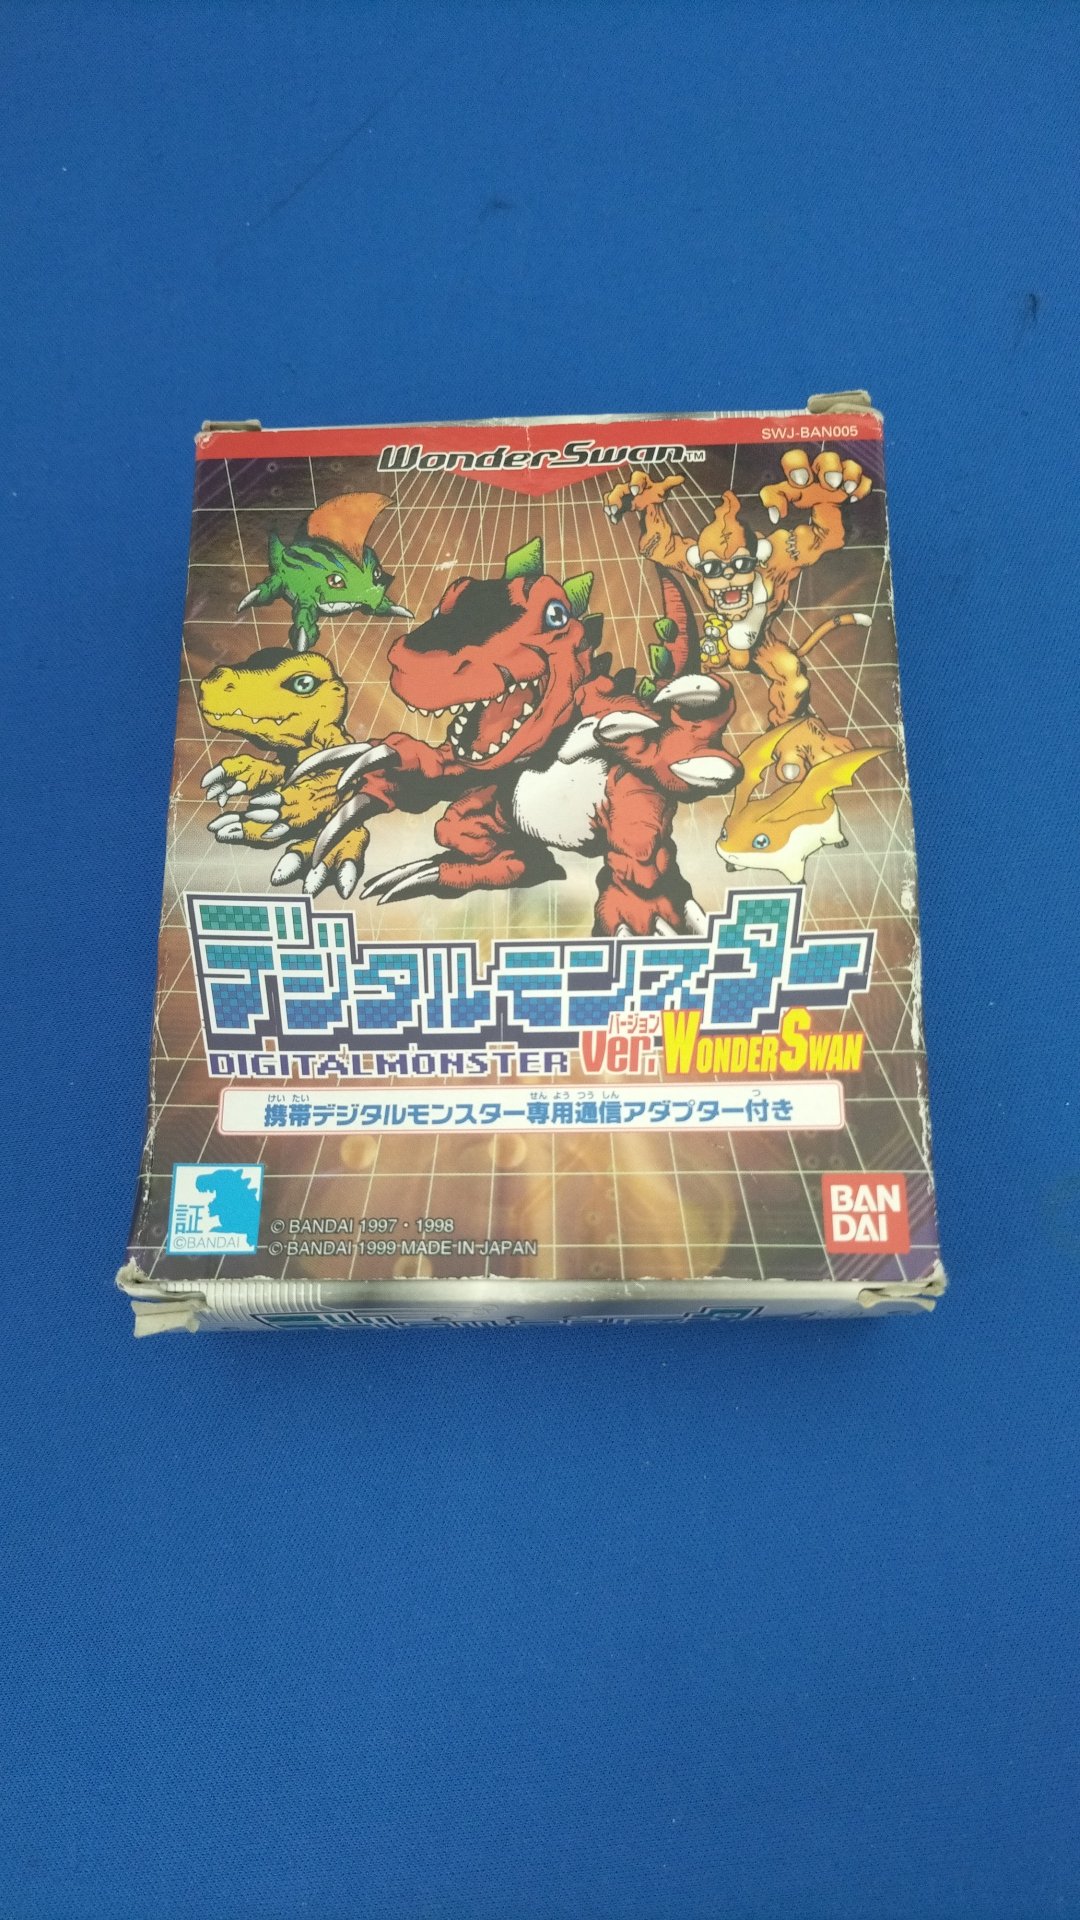 SWJ-BAN005
WonderSwan™
デジタルモンスター
DIGITALMONSTER
バージョン
Ver. WONDERSWAN
けい たい せん よう つう しん つ
携帯デジタルモンスター専用通信アダプター付き
証
©BANDAI
© BANDAI 1997・1998
© BANDAI 1999 MADE IN JAPAN
BAN
DAI